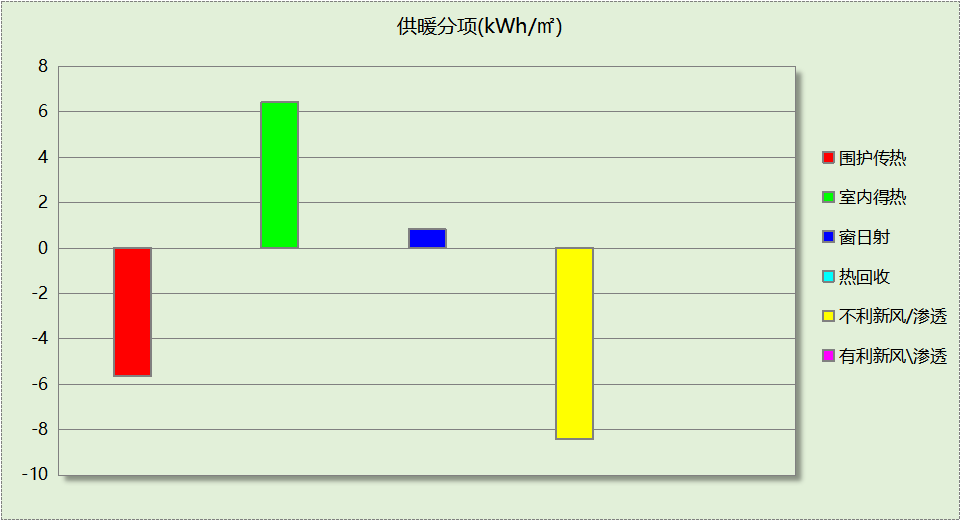 供暖分项(kWh/㎡)
8
6
4
2
0
-2
-4
-6
-8
-10
围护传热
室内得热
窗日射
热回收
不利新风/渗透
有利新风\渗透